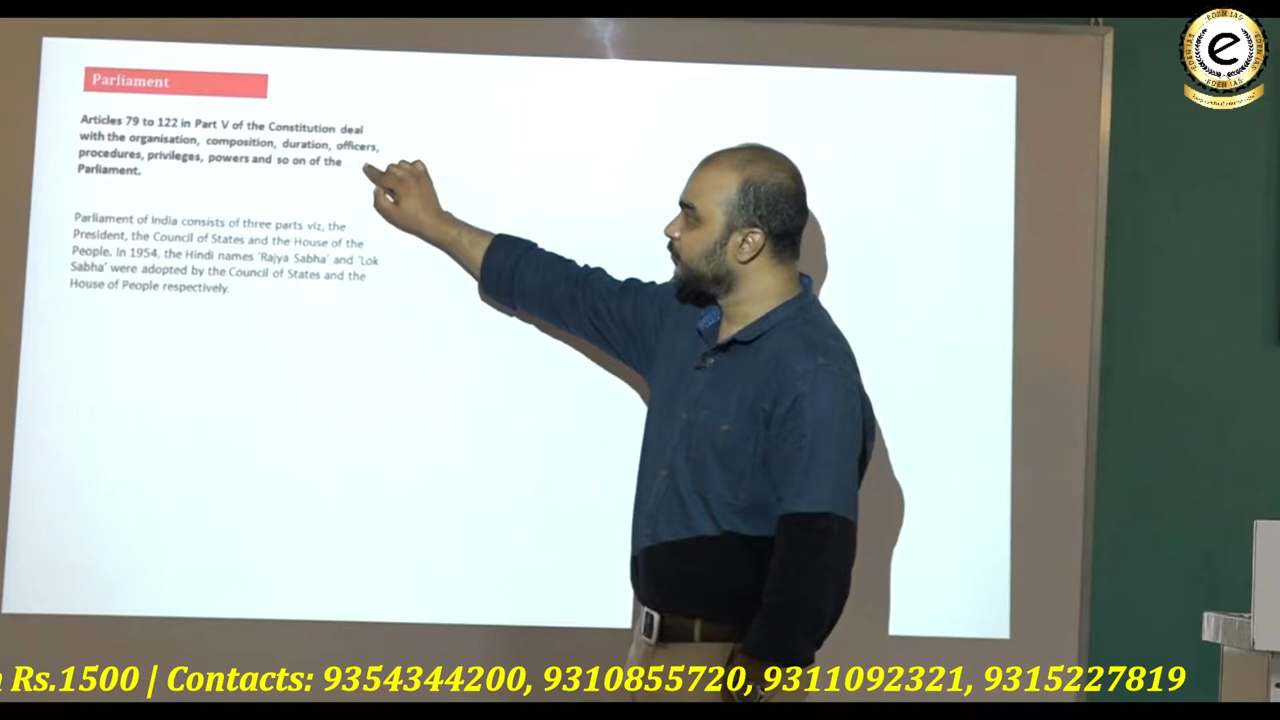 EDEN IAS
e
Parliament
Articles 79 to 122 in Part V of the Constitution deal
with the organisation, composition, duration, officers,
procedures, privileges, powers and so on of the
Parliament.
Parliament of India consists of three parts viz, the
President, the Council of States and the House of the
People. In 1954, the Hindi names ‘Rajya Sabha’ and ‘Lok
Sabha’ were adopted by the Council of States and the
House of People respectively.
Rs.1500 | Contacts: 9354344200, 9310855720, 9311092321, 9315227819